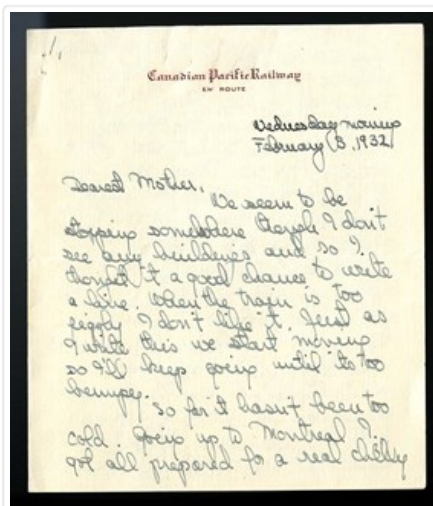 Canadian Pacific Railway
EN ROUTE
Wednesday morning
February 3, 1932
Dearest Mother,
We seem to be
stopping somewhere though I don't
see any buildings and so I
thought it a good chance to write
a line. When the train is too
jiggly I don't like it. Just as
I write this we start moving
so I'll keep going until its too
bumpy.
So far it hasn't been too
cold. Going up to Montreal I
got all prepared for a real chilly